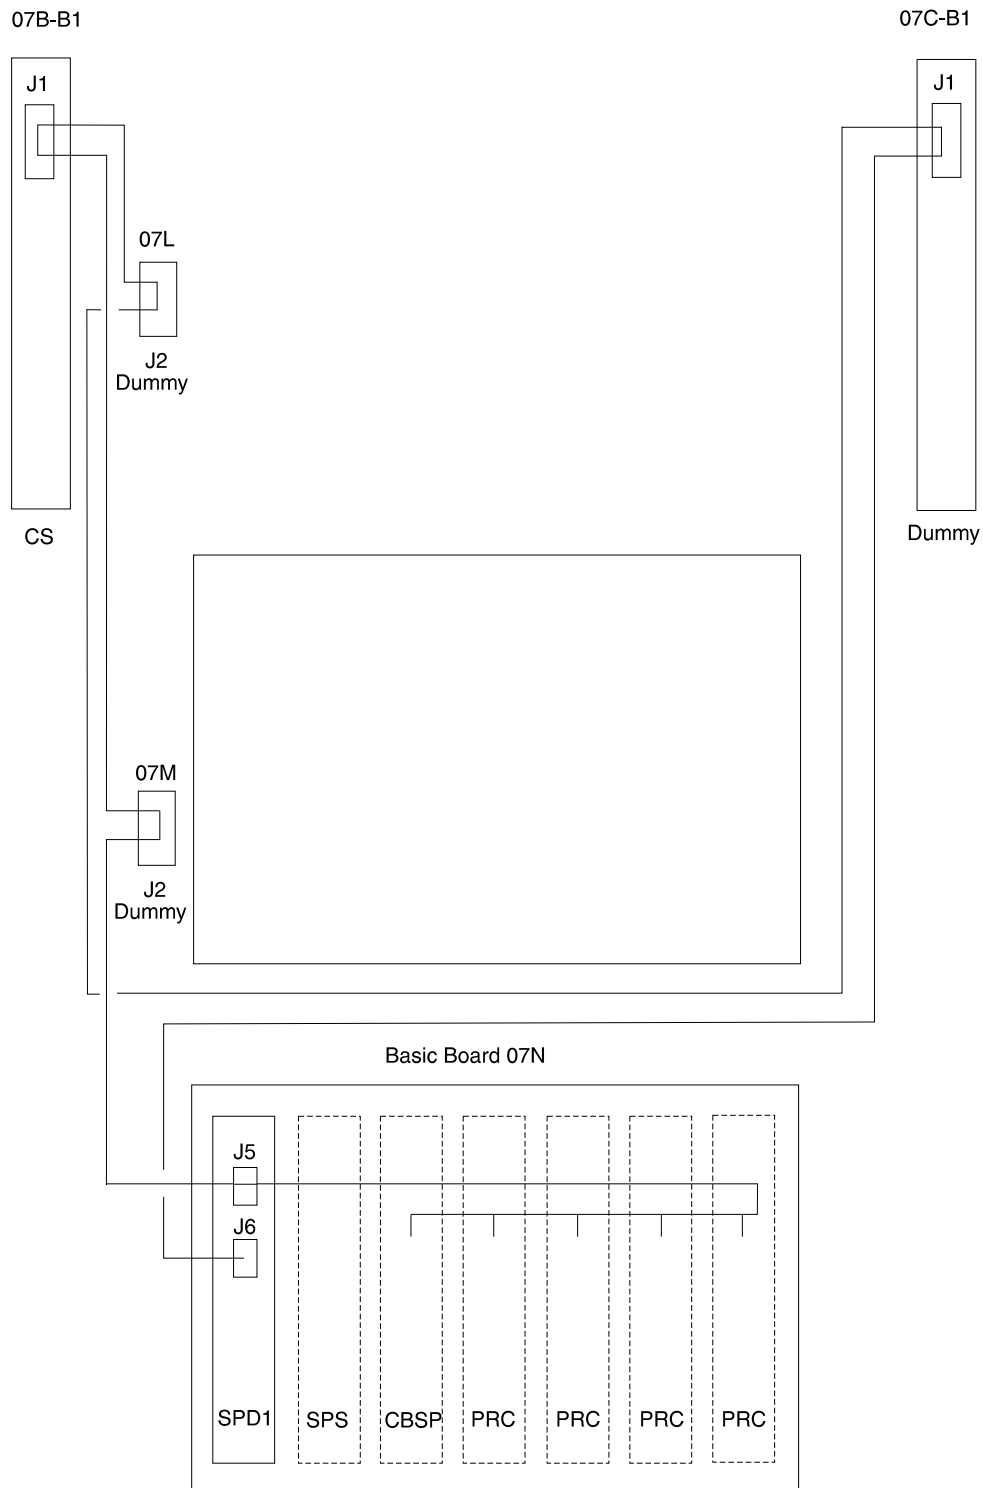 07B-B1
07C-B1
J1
J1
07L
J2
Dummy
CS
Dummy
07M
J2
Dummy
Basic Board 07N
J5
J6
SPD1
SPS
CBSP
PRC
PRC
PRC
PRC